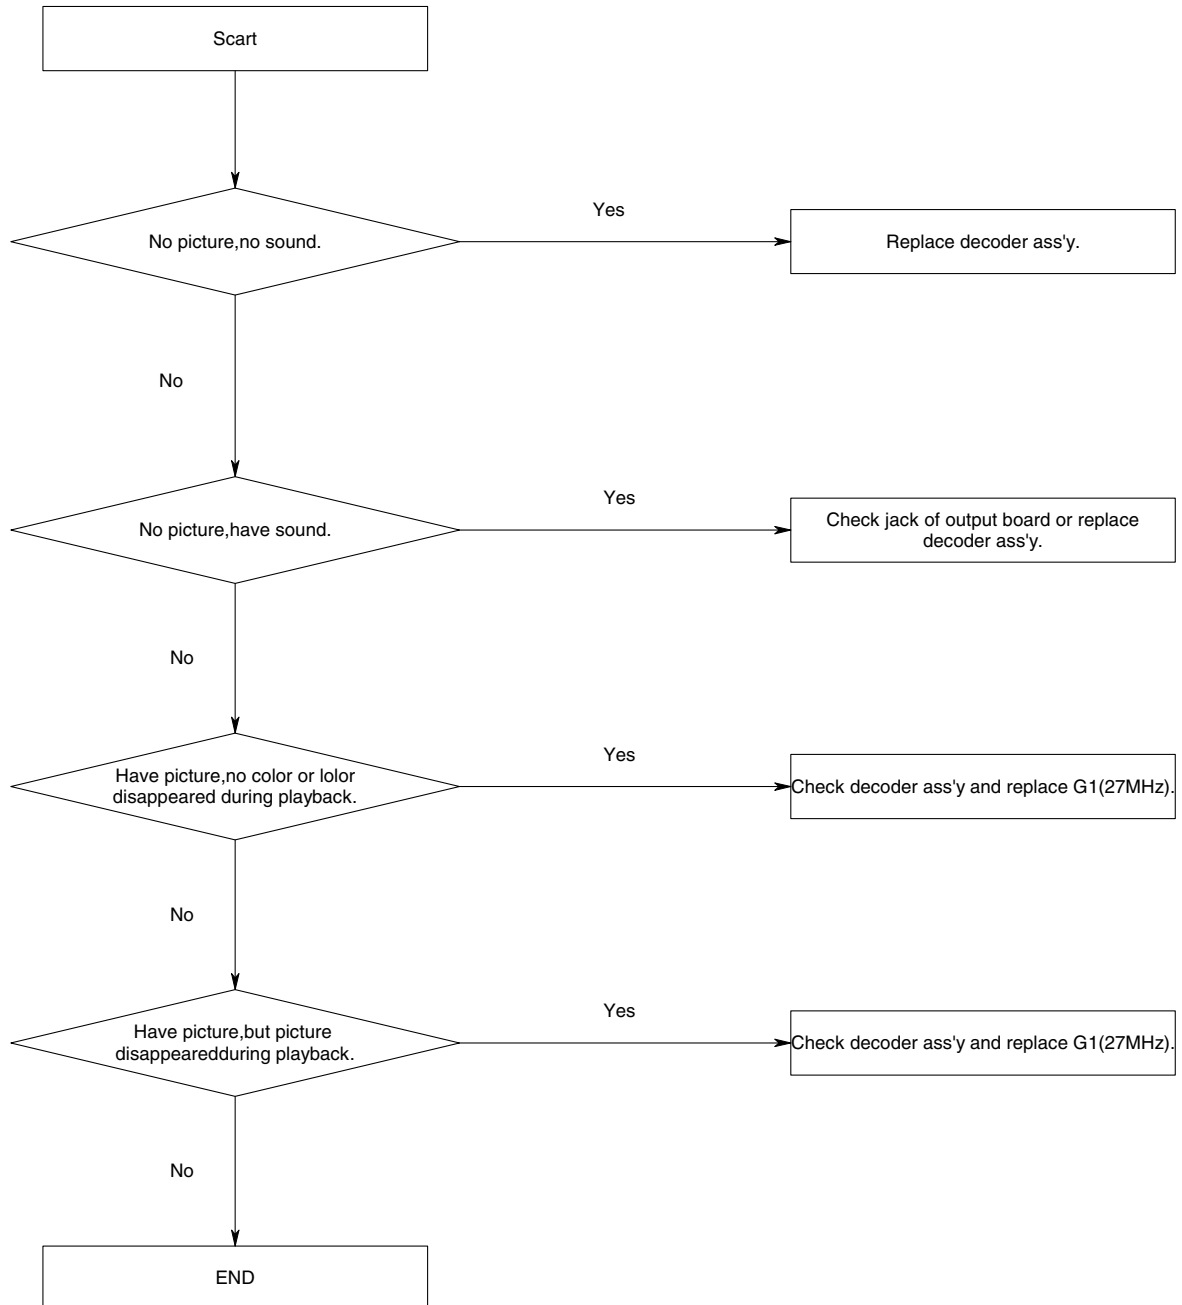 Scart
Yes
No picture,no sound.
Replace decoder ass'y.
No
Yes
No picture,have sound.
Check jack of output board or replace
decoder ass'y.
No
Yes
Have picture,no color or lolor
disappeared during playback.
Check decoder ass'y and replace G1(27MHz).
No
Yes
Have picture,but picture
disappearedduring playback.
Check decoder ass'y and replace G1(27MHz).
No
END